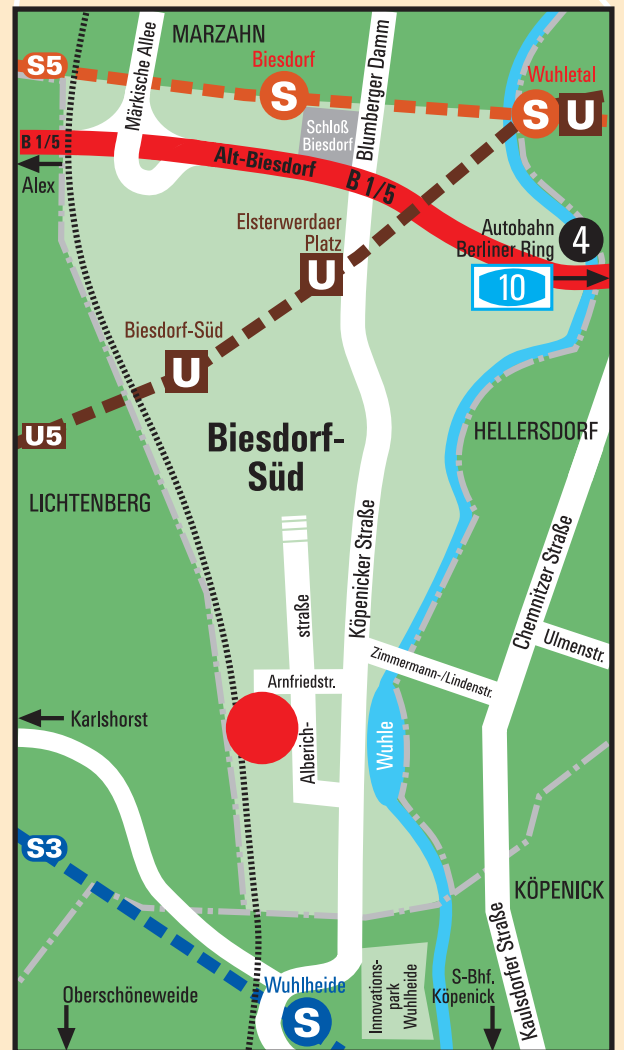 MARZAHN
S5
Biesdorf
Märkische Allee
Blumberger Damm
Wuhletal
S
S
U
Schloß
Biesdorf
B 1/5
Alt-Biesdorf
B 1/5
Alex
Elsterwerdaer
Platz
U
Autobahn
Berliner Ring
4
10
Biesdorf-Süd
U
U5
Biesdorf-
Süd
HELLERSDORF
LICHTENBERG
Köpenicker Straße
Chemnitzer Straße
straße
Ulmenstr.
Zimmermann-/Lindenstr.
Arnfriedstr.
Karlshorst
Alberich-
Wuhle
S3
KÖPENICK
Kaulsdorfer Straße
Wuhlheide
S
Innovations-
park
Wuhlheide
S-Bhf.
Köpenick
Oberschöneweide